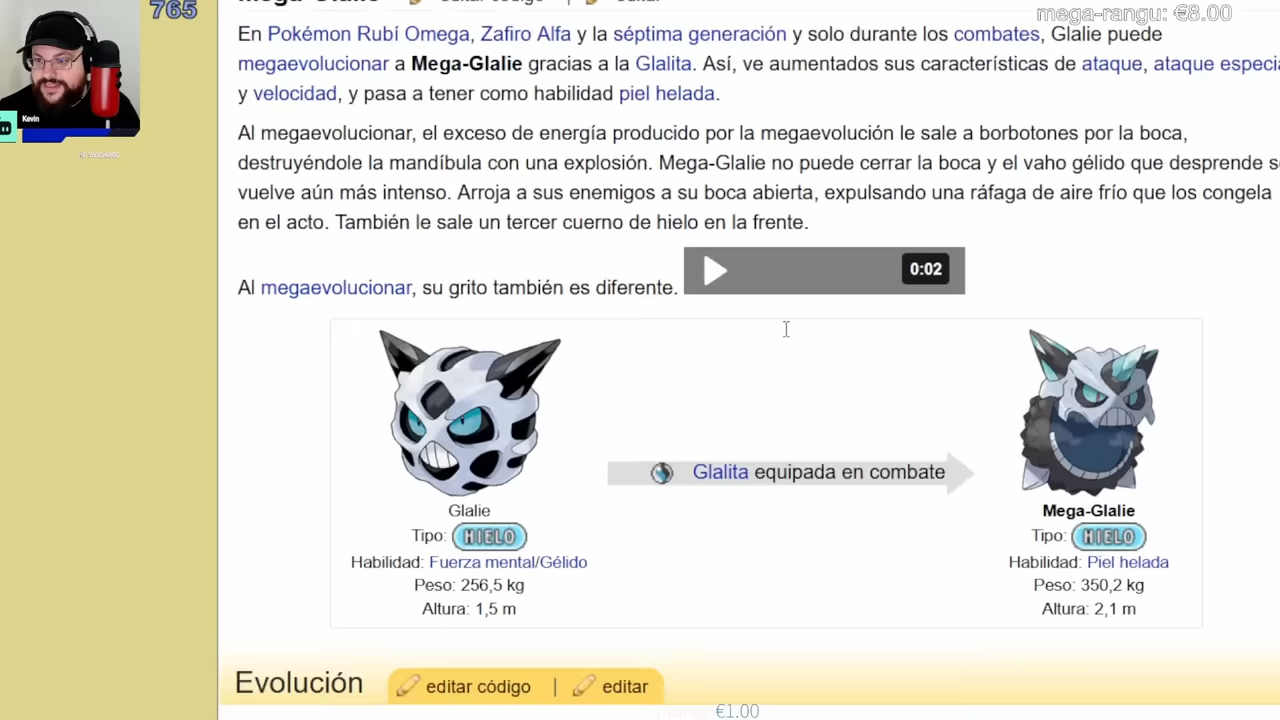 765
mega-rangu: €8.00
Mega-Glalie editar código | editar
En Pokémon Rubí Omega, Zafiro Alfa y la séptima generación y solo durante los combates, Glalie puede
megaevolucionar a Mega-Glalie gracias a la Glalita. Así, ve aumentados sus características de ataque, ataque especia
y velocidad, y pasa a tener como habilidad piel helada.
Al megaevolucionar, el exceso de energía producido por la megaevolución le sale a borbotones por la boca,
destruyéndole la mandíbula con una explosión. Mega-Glalie no puede cerrar la boca y el vaho gélido que desprende s
vuelve aún más intenso. Arroja a sus enemigos a su boca abierta, expulsando una ráfaga de aire frío que los congela
en el acto. También le sale un tercer cuerno de hielo en la frente.
Al megaevolucionar, su grito también es diferente.
0:02
Kevin
Glalita equipada en combate
Glalie
Tipo: HIELO
Habilidad: Fuerza mental/Gélido
Peso: 256,5 kg
Altura: 1,5 m
Mega-Glalie
Tipo: HIELO
Habilidad: Piel helada
Peso: 350,2 kg
Altura: 2,1 m
Evolución editar código | editar
€1.00